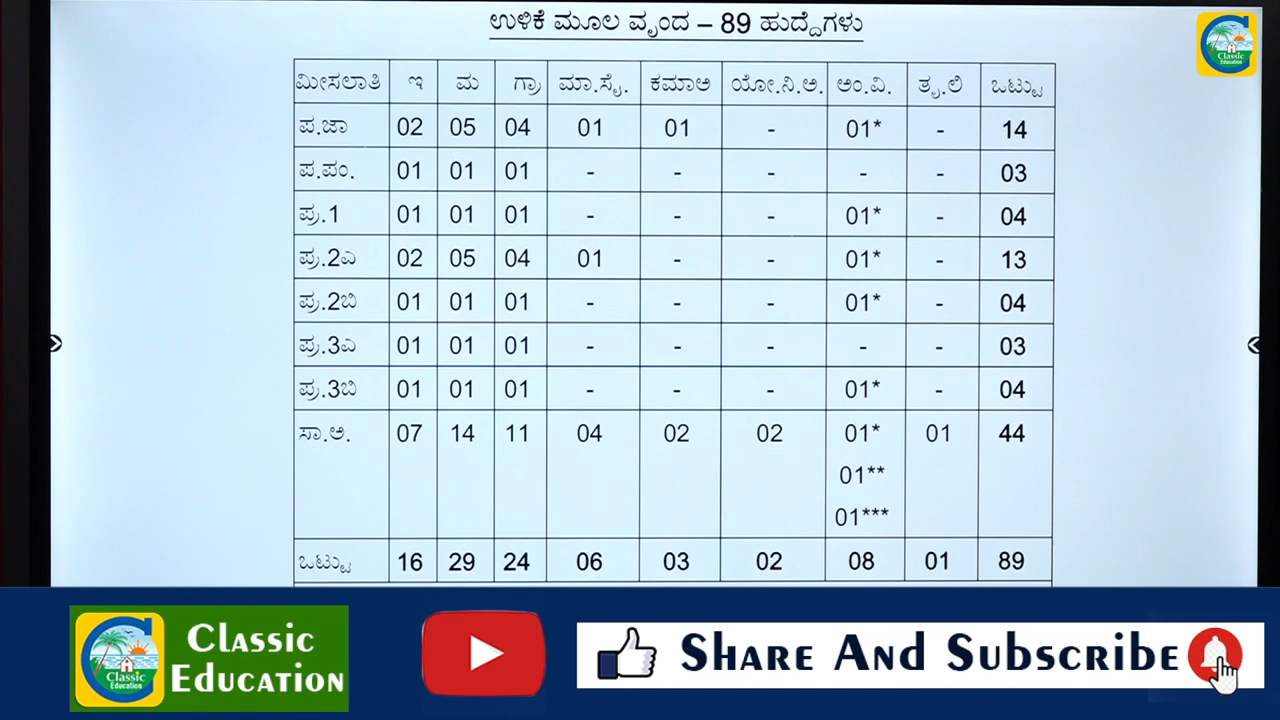 ಉಳಿಕೆ ಮೂಲ ವೃಂದ – 89 ಹುದ್ದೆಗಳು
ಮೀಸಲಾತಿ ಇ ಮ ಗ್ರಾ ಮಾ.ಸೈ. ಕಮಾಅ ಯೋ.ನಿ.ಅ. ಅಂ.ವಿ. ತೃ.ಲಿ ಒಟ್ಟು
ಪ.ಜಾ 02 05 04 01 01 - 01* - 14
ಪ.ಪಂ. 01 01 01 - - - - - 03
ಪ್ರ.1 01 01 01 - - - 01* - 04
ಪ್ರ.2ಎ 02 05 04 01 - - 01* - 13
ಪ್ರ.2ಬಿ 01 01 01 - - - 01* - 04
ಪ್ರ.3ಎ 01 01 01 - - - - - 03
ಪ್ರ.3ಬಿ 01 01 01 - - - 01* - 04
ಸಾ.ಅ. 07 14 11 04 02 02 01* 01 44
01**
01***
ಒಟ್ಟು 16 29 24 06 03 02 08 01 89
Classic
Education
Classic
Education
Classic
Education
Share And Subscribe